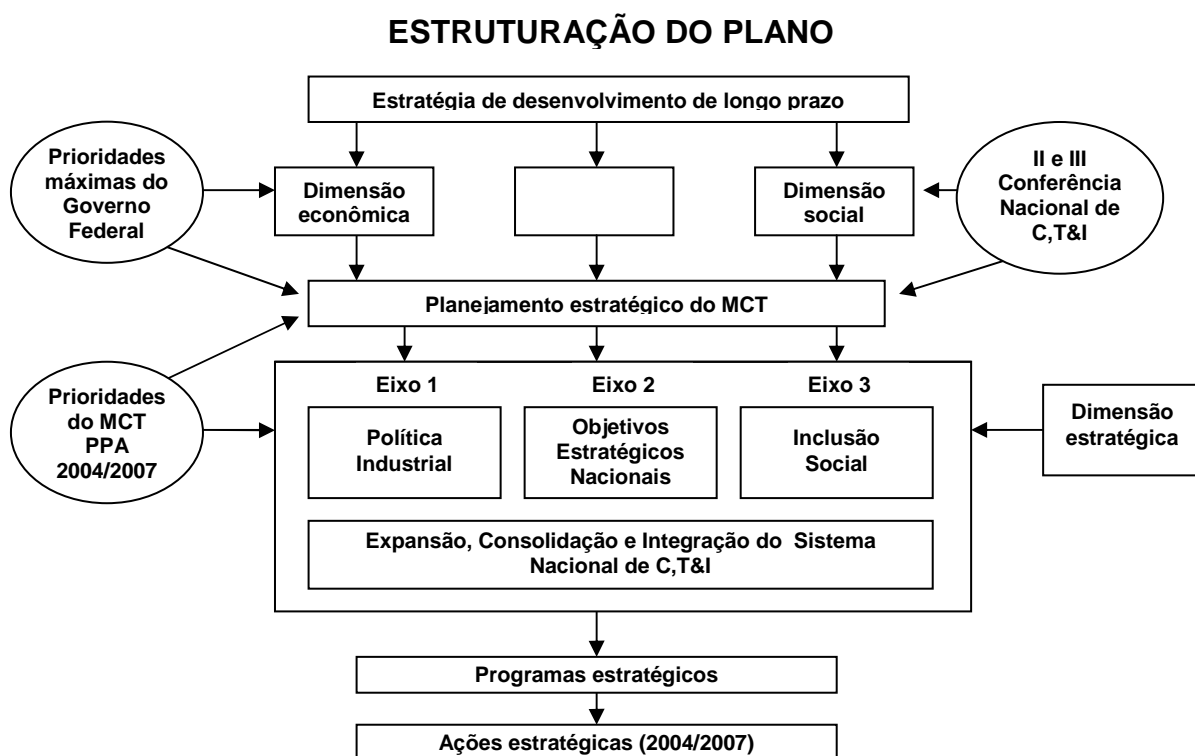 ESTRUTURAÇÃO DO PLANO
Estratégia de desenvolvimento de longo prazo
Prioridades
máximas do
Governo
Federal
Dimensão
econômica
Dimensão
social
II e III
Conferência
Nacional de
C,T&I
Planejamento estratégico do MCT
Prioridades
do MCT
PPA
2004/2007
Eixo 1
Eixo 2
Eixo 3
Política
Industrial
Objetivos
Estratégicos
Nacionais
Inclusão
Social
Dimensão
estratégica
Expansão, Consolidação e Integração do Sistema
Nacional de C,T&I
Programas estratégicos
Ações estratégicas (2004/2007)